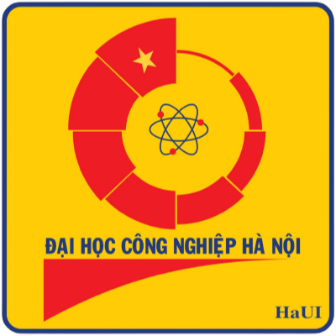 ĐẠI HỌC CÔNG NGHIỆP HÀ NỘI
HaUI